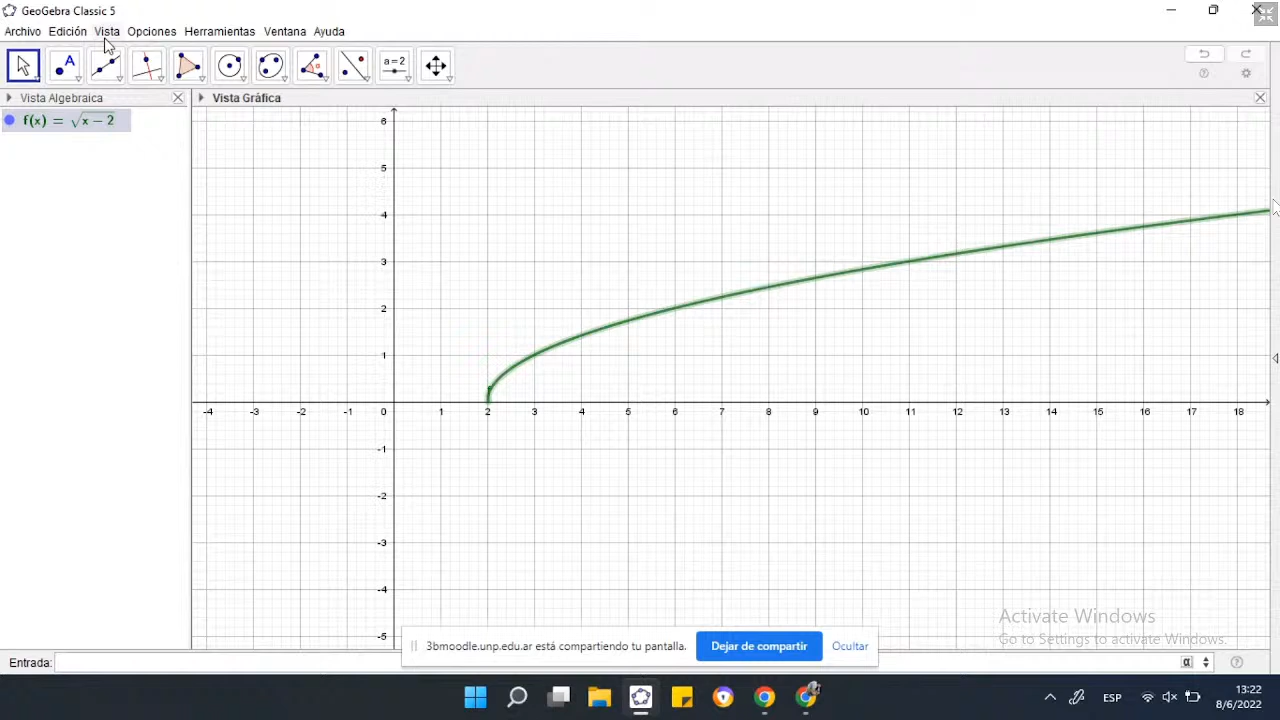 GeoGebra Classic 5
Archivo Edición Vista Opciones Herramientas Ventana Ayuda
A
a=2
Vista Algebraica
Vista Gráfica
f(x) = √x − 2
6
5
4
3
2
1
-4 -3 -2 -1 0 1 2 3 4 5 6 7 8 9 10 11 12 13 14 15 16 17 18
-1
-2
-3
-4
-5
Activate Windows
Go to Settings to activate Windows.
3bmoodle.unp.edu.ar está compartiendo tu pantalla. Dejar de compartir Ocultar
Entrada: α
ESP
13:22
8/6/2022